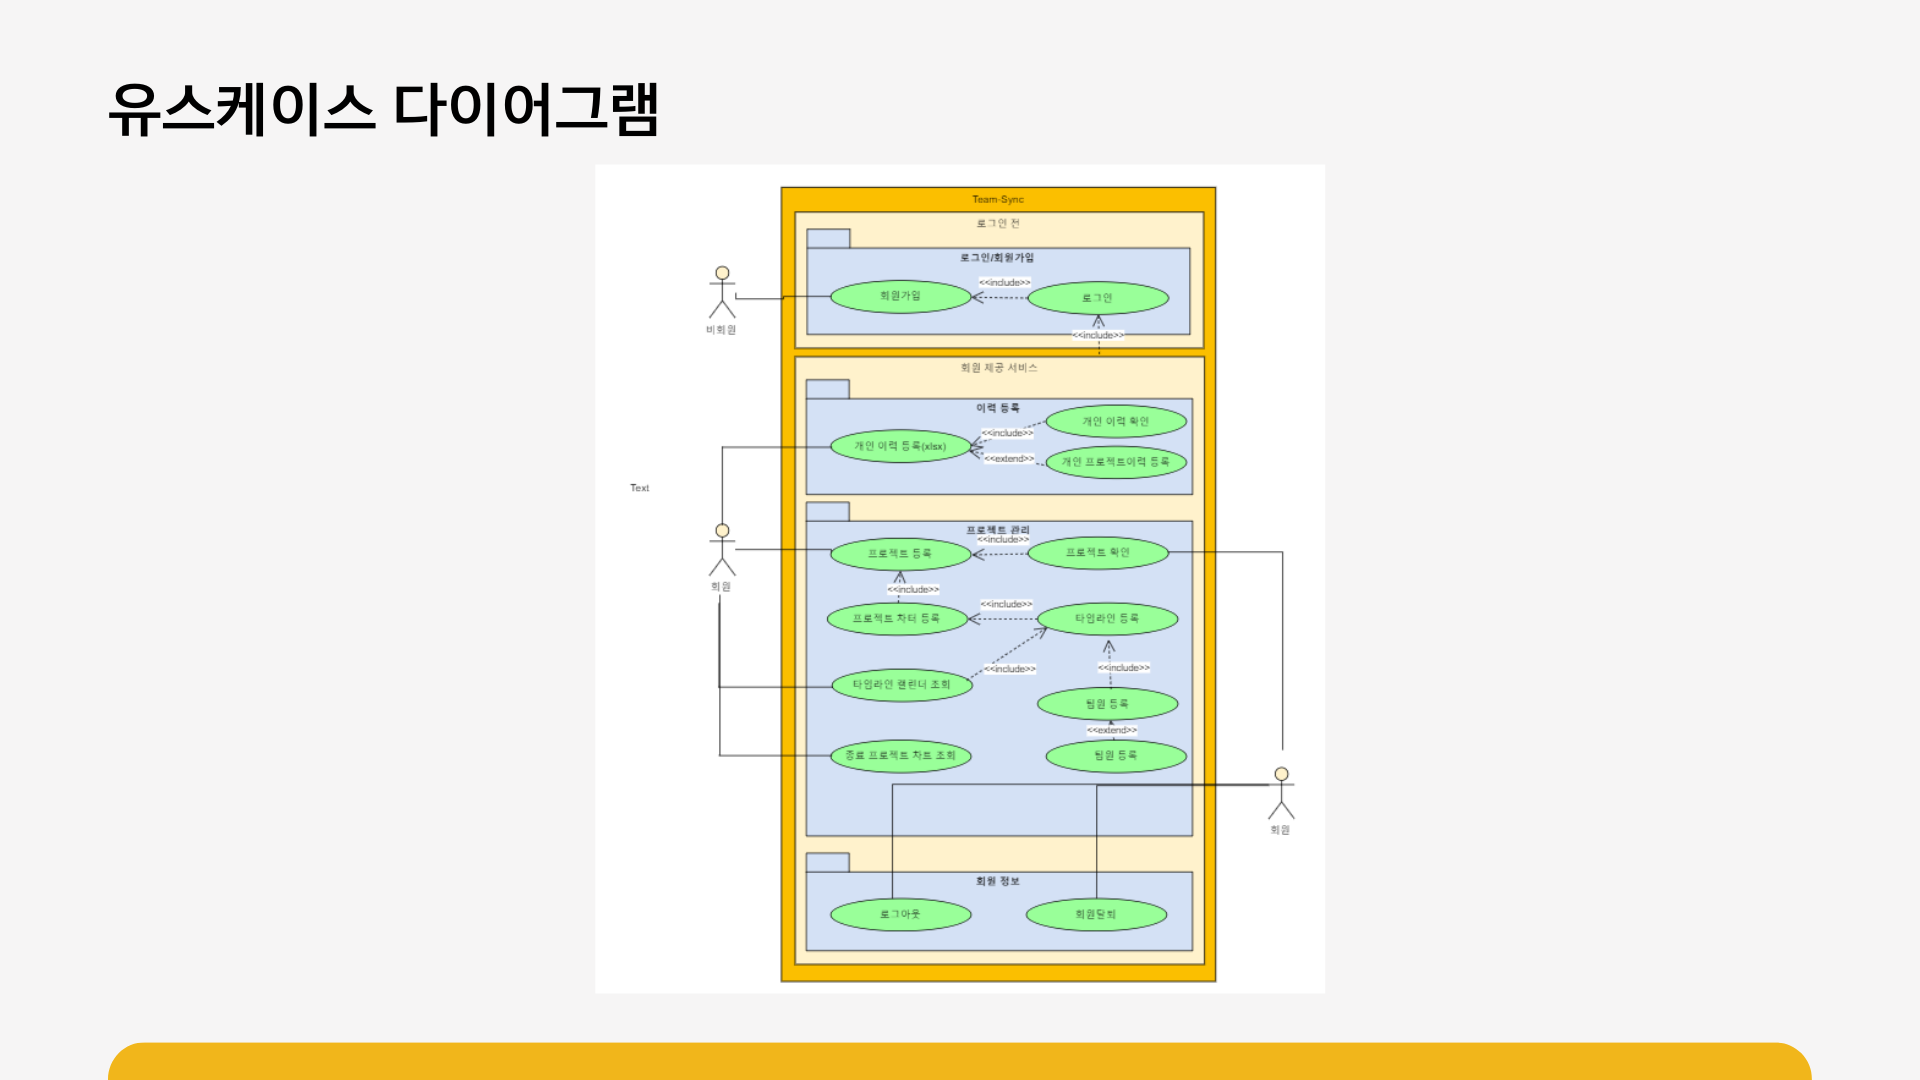 유스케이스 다이어그램
Team-Sync
로그인 전
로그인/회원가입
<<include>>
회원가입
로그인
비회원
<<include>>
회원 제공 서비스
이력 등록
개인 이력 확인
<<include>>
개인 이력 등록(xlsx)
<<extend>>
개인 프로젝트이력 등록
Text
프로젝트 관리
<<include>>
프로젝트 등록
프로젝트 확인
회원
<<include>>
<<include>>
프로젝트 차터 등록
타임라인 등록
<<include>>
<<include>>
타임라인 캘린더 조회
팀원 등록
<<extend>>
종료 프로젝트 차트 조회
팀원 등록
회원
회원 정보
로그아웃
회원탈퇴